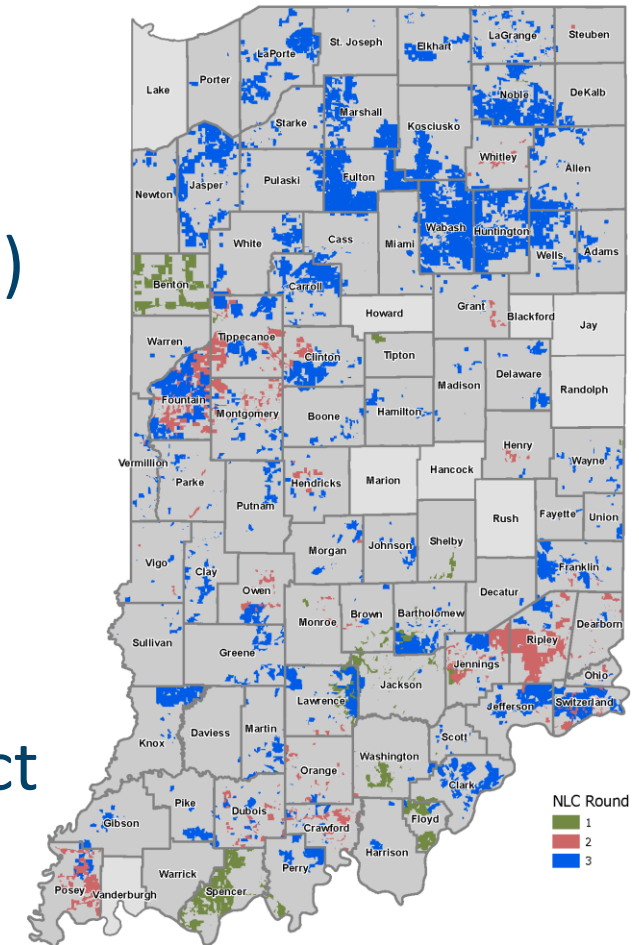 LaGrange
Steuben
St. Joseph
Elkhart
LaPorte
Porter
Lake
Noble
DeKalb
Marshall
Starke
Kosciusko
Whitley
Allen
Fulton
Pulaski
Jasper
Newton
Wabash
Huntington
Cass
White
Miami
Wells
Adams
)
Benton
Carroll
Grant
Howard
Blackford
Jay
Warren
Tippecanoe
Clinton
Tipton
Delaware
Madison
Randolph
Fountain
Montgomery
Boone
Hamilton
Henry
Vermillion
Wayne
Hancock
Parke
Hendricks
Marion
Putnam
Fayette
Union
Rush
Shelby
Morgan
Johnson
Vigo
Clay
Franklin
Owen
Decatur
Brown
Bartholomew
Monroe
Dearborn
Sullivan
Ripley
Greene
Jennings
Ohio
Jackson
Lawrence
Jefferson
Switzerland
Martin
Daviess
Scott
Knox
ct
Washington
Orange
Clark
Pike
Dubois
Floyd
Gibson
Crawford
Harrison
Perry
Warrick
Posey
Vanderburgh
Spencer
NLC Round
1
2
3